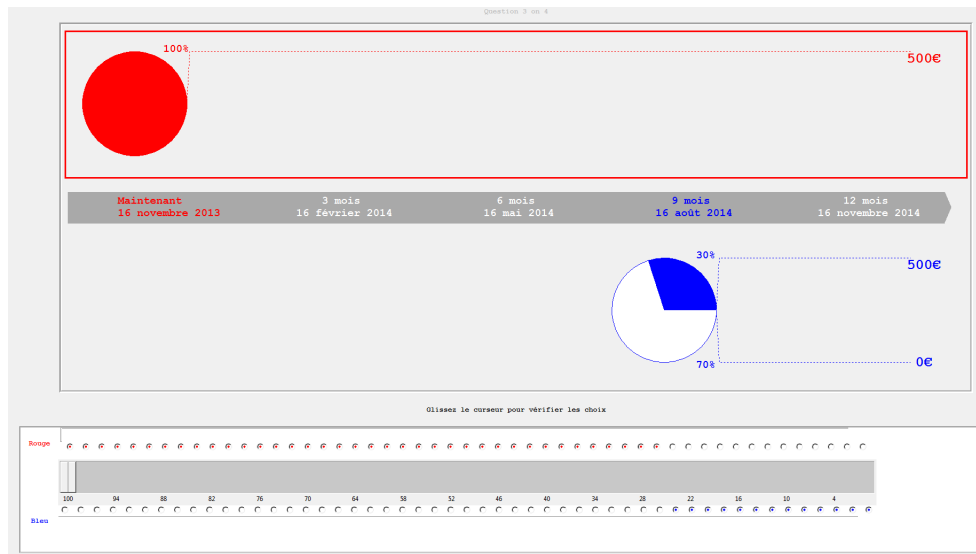 Question 3 on 4
100%
500€
Maintenant
16 novembre 2013
3 mois
16 février 2014
6 mois
16 mai 2014
9 mois
16 août 2014
12 mois
16 novembre 2014
30%
500€
70%
0€
Glissez le curseur pour vérifier les choix
Rouge
100 94 88 82 76 70 64 58 52 46 40 34 28 22 16 10 4
Bleu